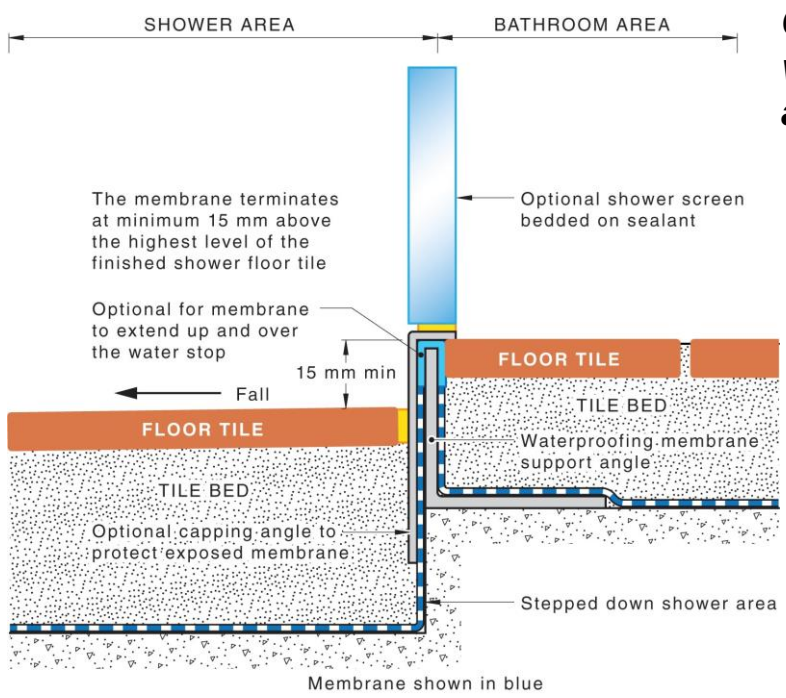 SHOWER AREA
BATHROOM AREA
The membrane terminates
at minimum 15 mm above
the highest level of the
finished shower floor tile
Optional shower screen
bedded on sealant
Optional for membrane
to extend up and over
the water stop
15 mm min
Fall
FLOOR TILE
FLOOR TILE
TILE BED
TILE BED
Waterproofing membrane
support angle
Optional capping angle to
protect exposed membrane
Stepped down shower area
Membrane shown in blue